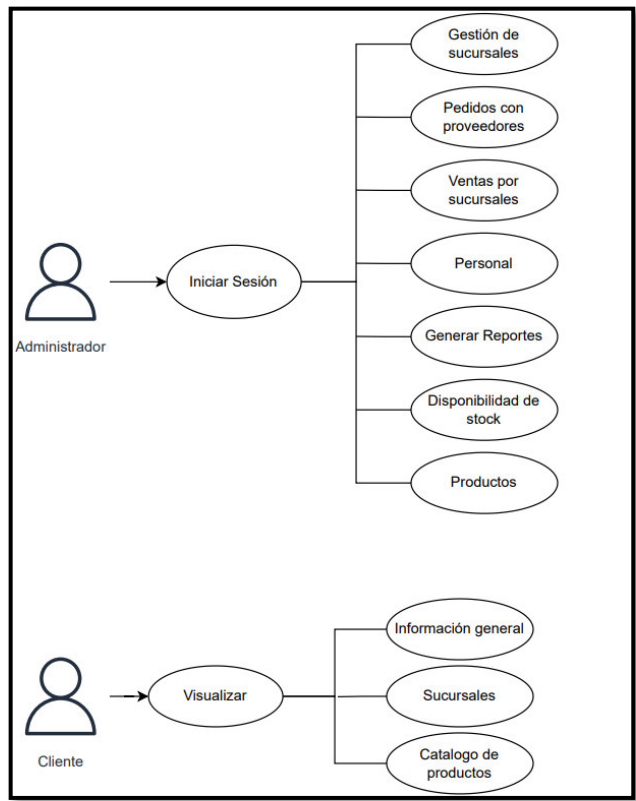 Gestión de
sucursales
Pedidos con
proveedores
Ventas por
sucursales
Personal
Iniciar Sesión
Administrador
Generar Reportes
Disponibilidad de
stock
Productos
Información general
Visualizar
Sucursales
Cliente
Catalogo de
productos